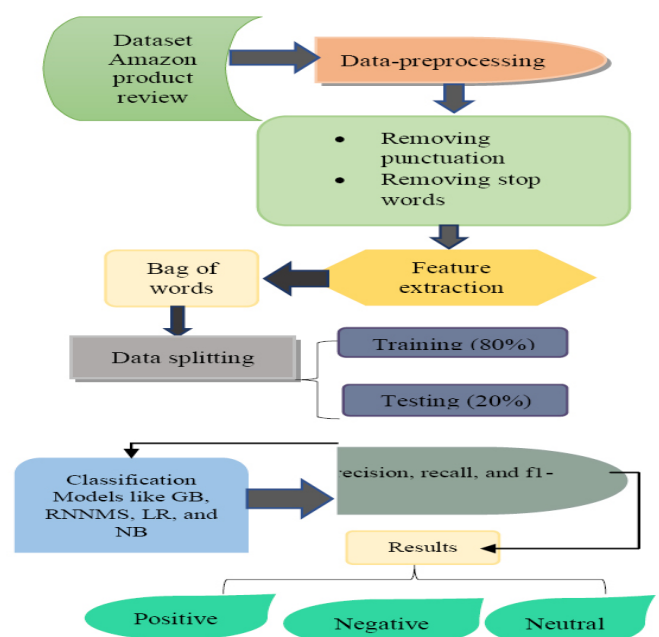 Dataset
Amazon
product
review
Data-preprocessing
• Removing
punctuation
• Removing stop
words
Feature
extraction
Bag of
words
Data splitting
Training (80%)
Testing (20%)
Classification
Models like GB,
RNNMS, LR, and
NB
recision, recall, and f1-
Results
Positive
Negative
Neutral